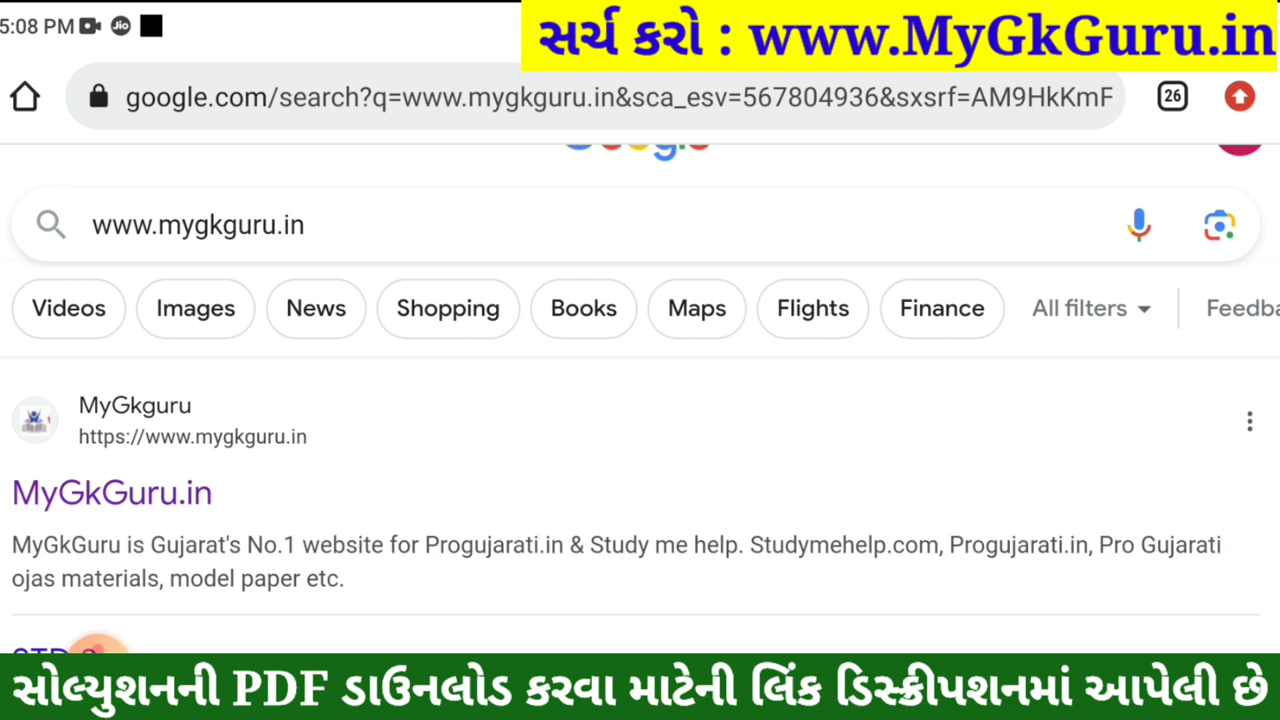 5:08 PM Jio
સર્ચ કરો : www.MyGkGuru.in
google.com/search?q=www.mygkguru.in&sca_esv=567804936&sxsrf=AM9HkKmF
26
www.mygkguru.in
Videos Images News Shopping Books Maps Flights Finance All filters Feedba
MyGkguru
https://www.mygkguru.in
MyGkGuru.in
MyGkGuru is Gujarat's No.1 website for Progujarati.in & Study me help. Studymehelp.com, Progujarati.in, Pro Gujarati
ojas materials, model paper etc.
સોલ્યુશનની PDF ડાઉનલોડ કરવા માટેની લિંક ડિસ્ક્રીપશનમાં આપેલી છે